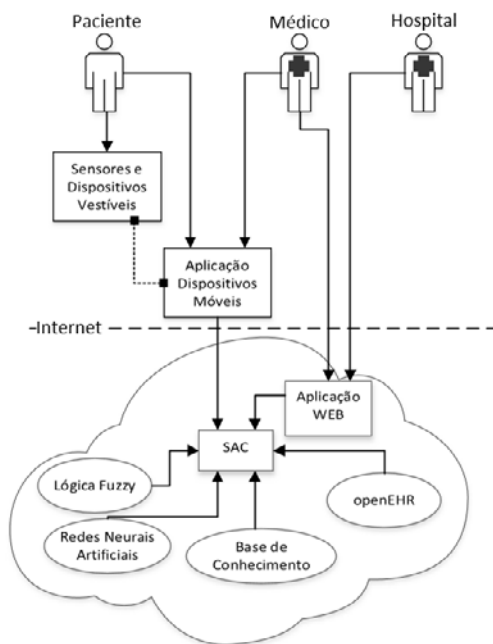 Paciente
Médico
Hospital
Sensores e
Dispositivos
Vestíveis
Aplicação
Dispositivos
Móveis
Internet
Aplicação
WEB
SAC
Lógica Fuzzy
openEHR
Redes Neurais
Artificiais
Base de
Conhecimento